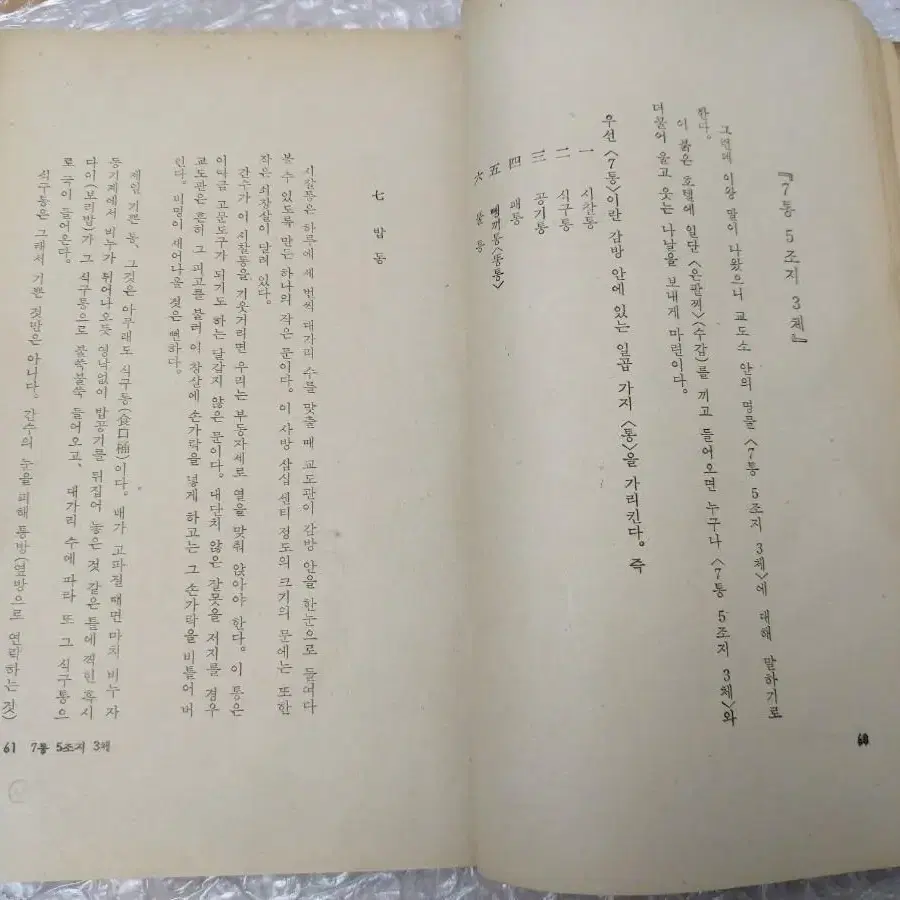 『7통 5조지 3체』
그런데 이왕 말이 나왔으니 교도소 안의 명물 〈7통 5조지 3체〉에 대해 말하기로
한다.
이 붉은 호텔에 일단 〈은팔찌〉(수갑)를 끼고 들어오면 누구나 〈7통 5조지 3체〉와
더불어 울고 웃는 나날을 보내게 마련이다.
우선 〈7통〉이란 감방 안에 있는 일곱 가지 〈통〉을 가리킨다. 즉
一 시찰통
二 식구통
三 공기통
四 패통
五 뺑끼통〈똥통〉
六 물통
60
七 밥통
시찰통은 하루에 세 번씩 대가리 수를 맞출 때 교도관이 감방 안을 한눈으로 들여다
볼 수 있도록 만든 하나의 작은 문이다. 이 사방 삼십 센티 정도의 크기의 문에는 또한
작은 쇠창살이 달려 있다.
간수가 이 시찰통을 기웃거리면 우리는 부동자세로 열을 맞춰 앉아야 한다. 이 통은
이따금 고문도구가 되기도 하는 달갑지 않은 문이다. 대단치 않은 잘못을 저지를 경우
교도관은 흔히 그 피고를 불러 이 창살에 손가락을 넣게 하고는 그 손가락을 비틀어 버
린다. 비명이 새어나올 것은 뻔하다.
제일 기쁜 통, 그것은 아무래도 식구통(食口桶)이다. 배가 고파질 때면 마치 비누 자
동기계에서 비누가 튀어나오듯 영낙없이 밥공기를 뒤집어 놓은 것 같은 틀에 찍힌 혹시
다이(보리밥)가 그 식구통으로 불쑥불쑥 들어오고, 대가리 수에 따라 또 그 식구통으
로 국이 들어온다.
식구통은 그래서 기쁜 것만은 아니다. 간수의 눈을 피해 통방(옆방으로 연락하는 것)
61 7통 5조지 3체